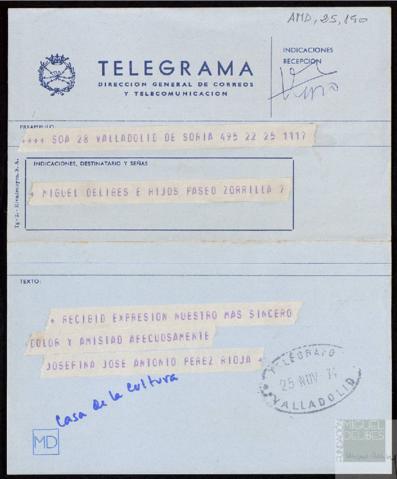 AMD, 25, 190
TELEGRAMA
DIRECCION GENERAL DE CORREOS
Y TELECOMUNICACION
INDICACIONES
RECEPCION
PREAMBULO
++++ SOA 28 VALLADOLID DE SORIA 495 22 25 1117
INDICACIONES, DESTINATARIO Y SEÑAS
+ MIGUEL DELIBES E HIJOS PASEO ZORRILLA 7
TEXTO:
+ RECIBID EXPRESION NUESTRO MAS SINCERO
DOLOR Y AMISTAD AFECUOSAMENTE
JOSEFINA JOSE ANTONIO PEREZ RIOJA +
Casa de la Cultura
TELEGRAFO
25 NOV. 74
VALLADOLID
MD
FUNDACIÓN
MIGUEL
DELIBES